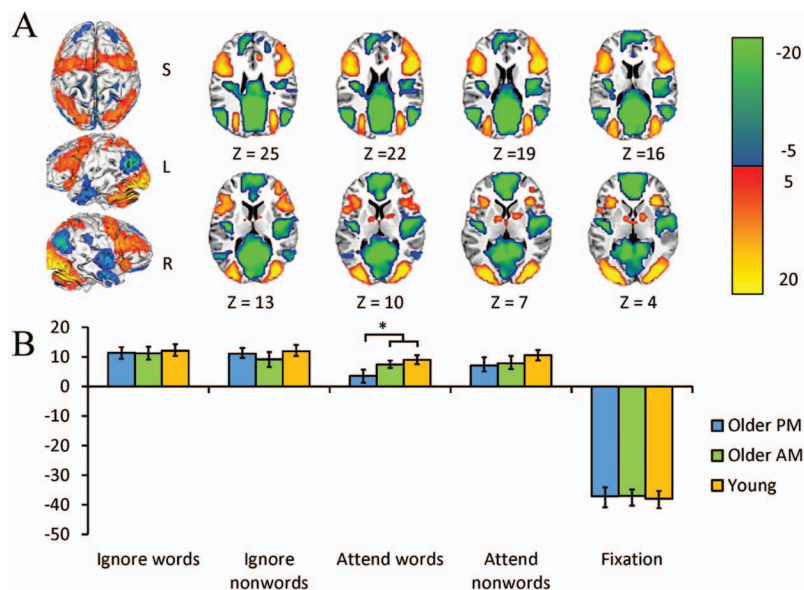 A
S
L
R
Z = 25
Z = 22
Z =19
Z =16
Z = 13
Z = 10
Z = 7
Z = 4
-20
-5
5
20
B
20
10
0
-10
-20
-30
-40
-50
*
Older PM
Older AM
Young
Ignore words
Ignore
nonwords
Attend words
Attend
nonwords
Fixation